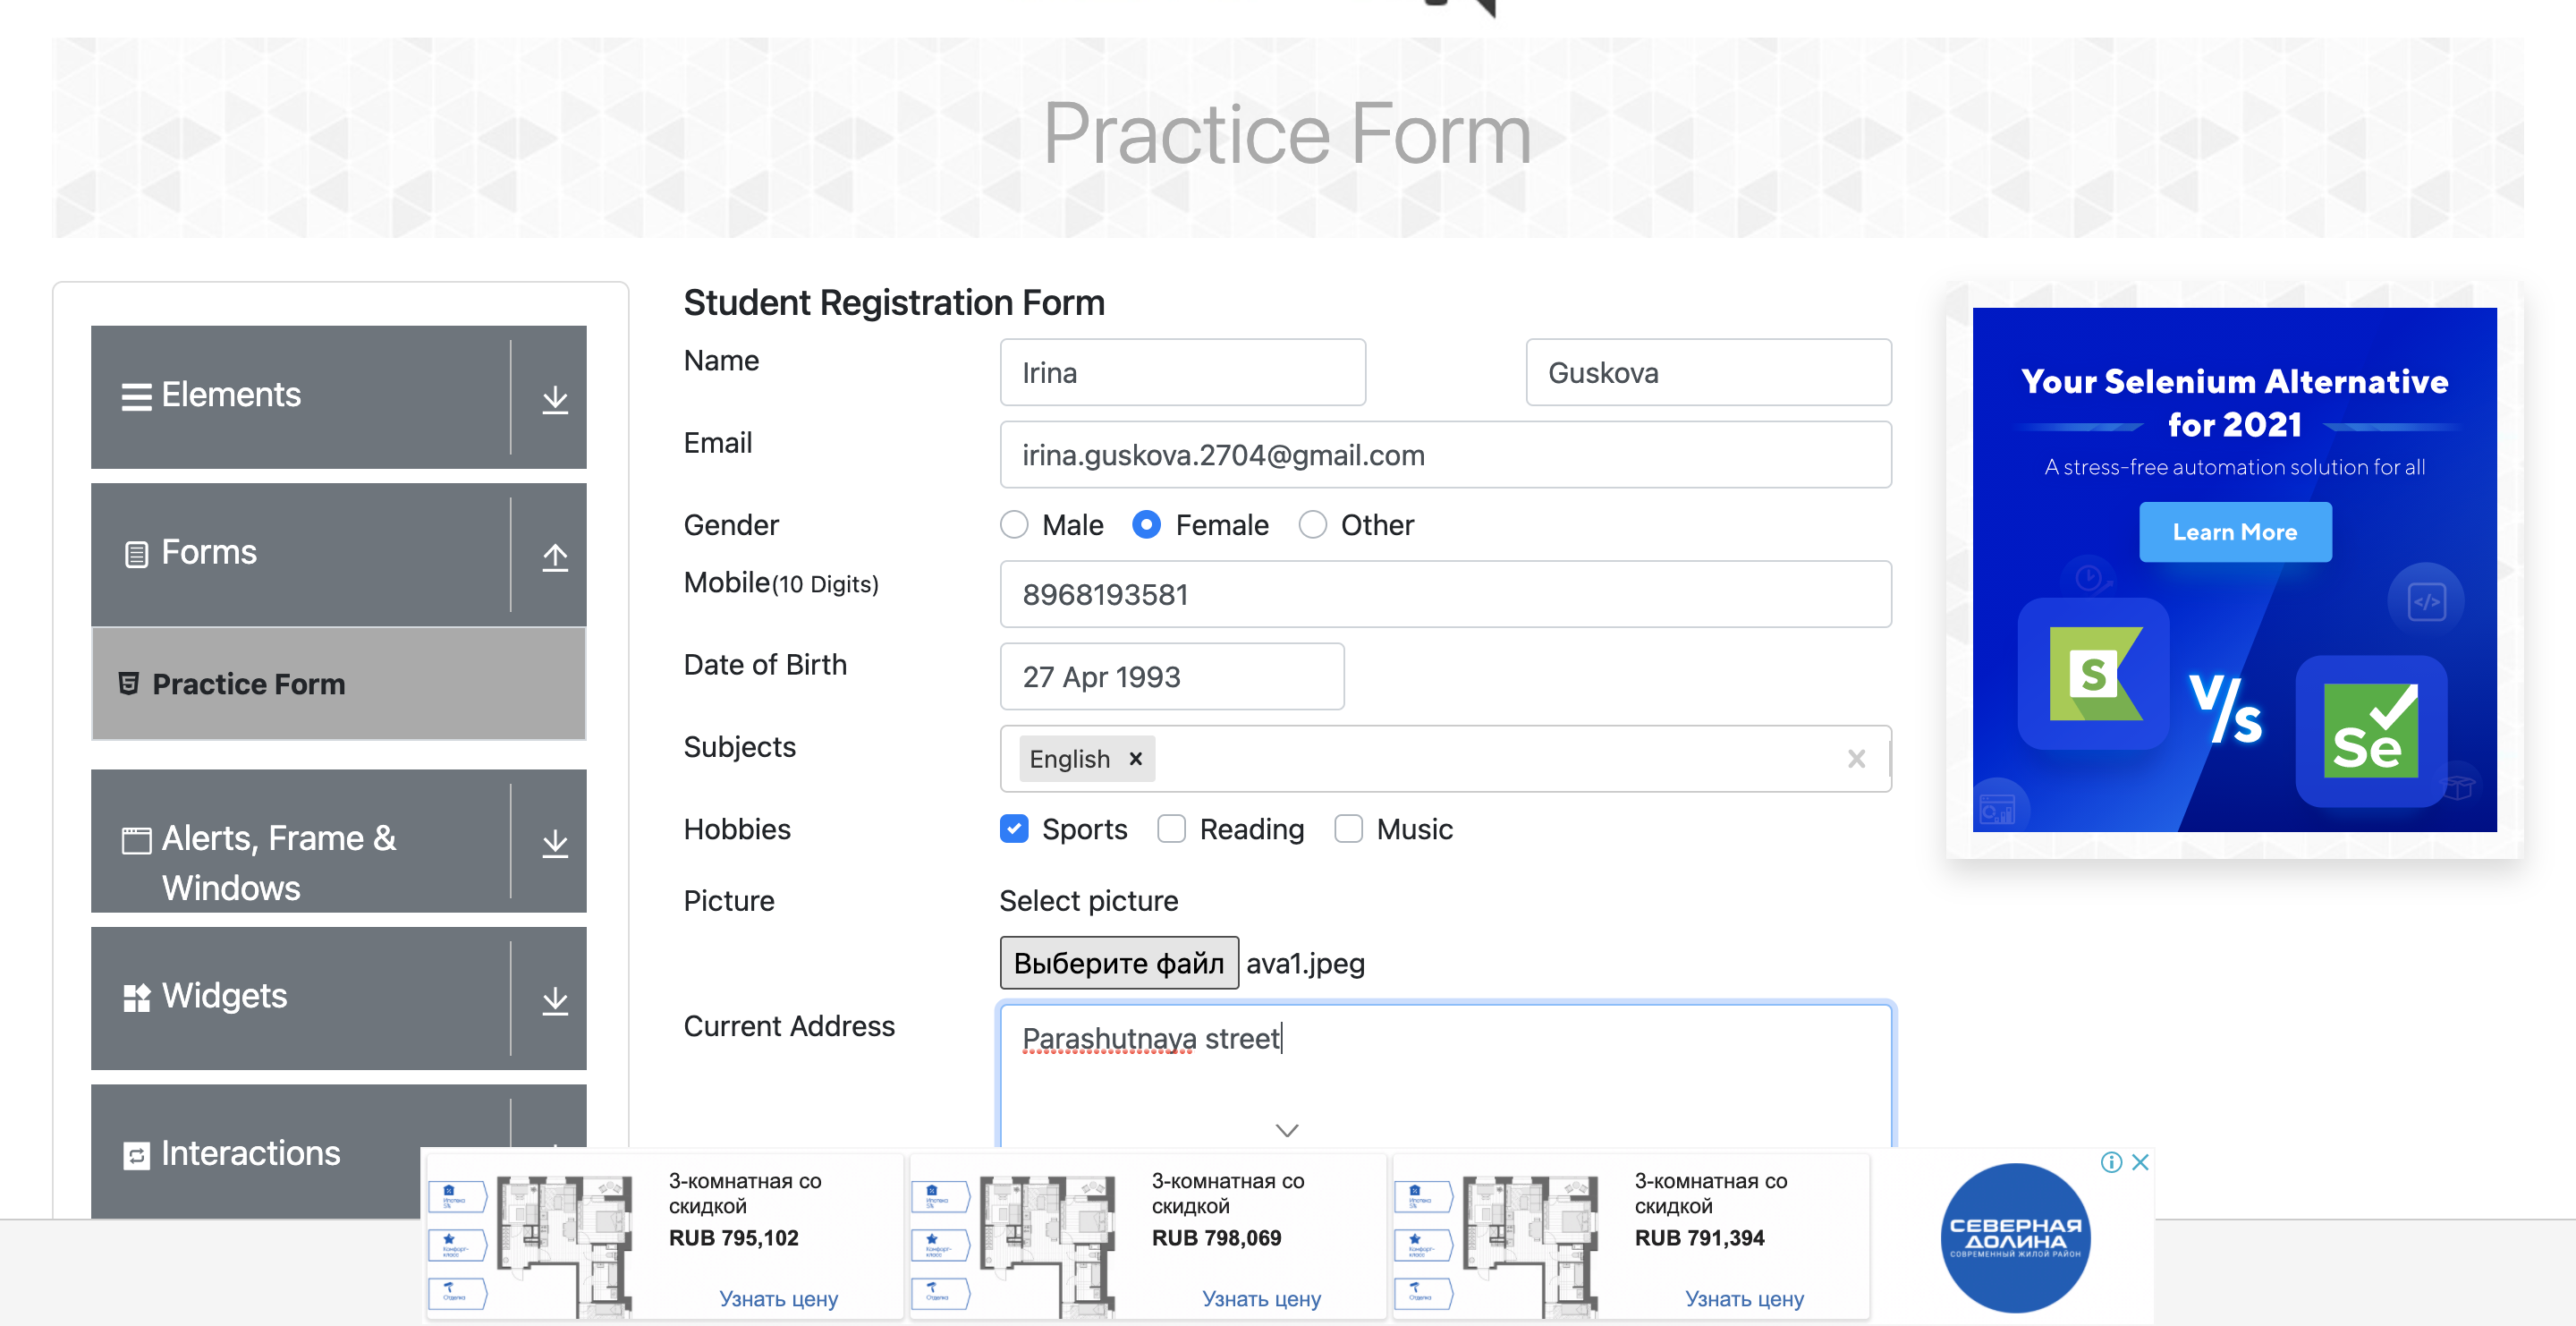 Practice Form
Elements
Forms
Practice Form
Alerts, Frame &
Windows
Widgets
Interactions
Student Registration Form
Name
Irina
Guskova
Email
irina.guskova.2704@gmail.com
Gender
Male
Female
Other
Mobile(10 Digits)
8968193581
Date of Birth
27 Apr 1993
Subjects
English
Hobbies
Sports
Reading
Music
Picture
Select picture
Выберите файл ava1.jpeg
Current Address
Parashutnaya street
Your Selenium Alternative
for 2021
A stress-free automation solution for all
Learn More
S
V/s
Se
3-комнатная со
скидкой
RUB 795,102
Узнать цену
3-комнатная со
скидкой
RUB 798,069
Узнать цену
3-комнатная со
скидкой
RUB 791,394
Узнать цену
СЕВЕРНАЯ
ДОЛИНА
СОВРЕМЕННЫЙ ЖИЛОЙ РАЙОН